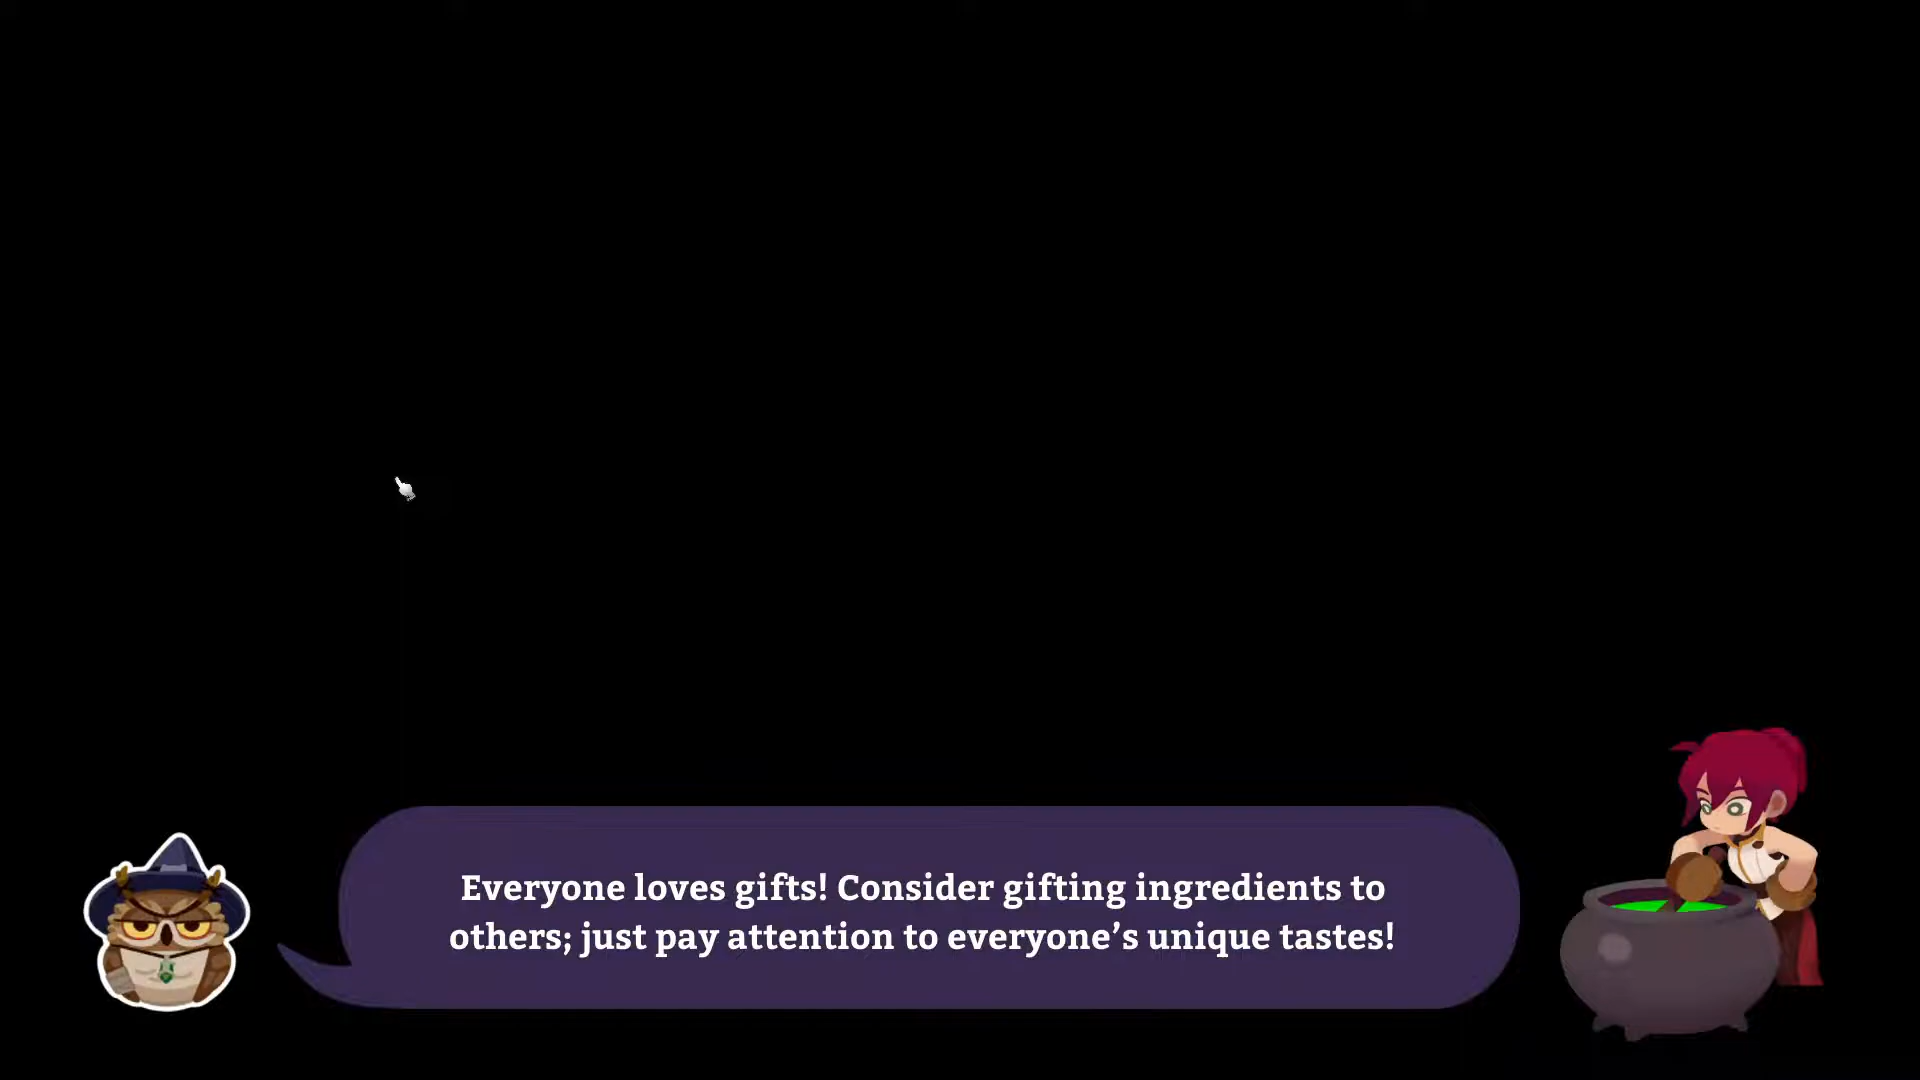 Everyone loves gifts! Consider gifting ingredients to
others; just pay attention to everyone’s unique tastes!